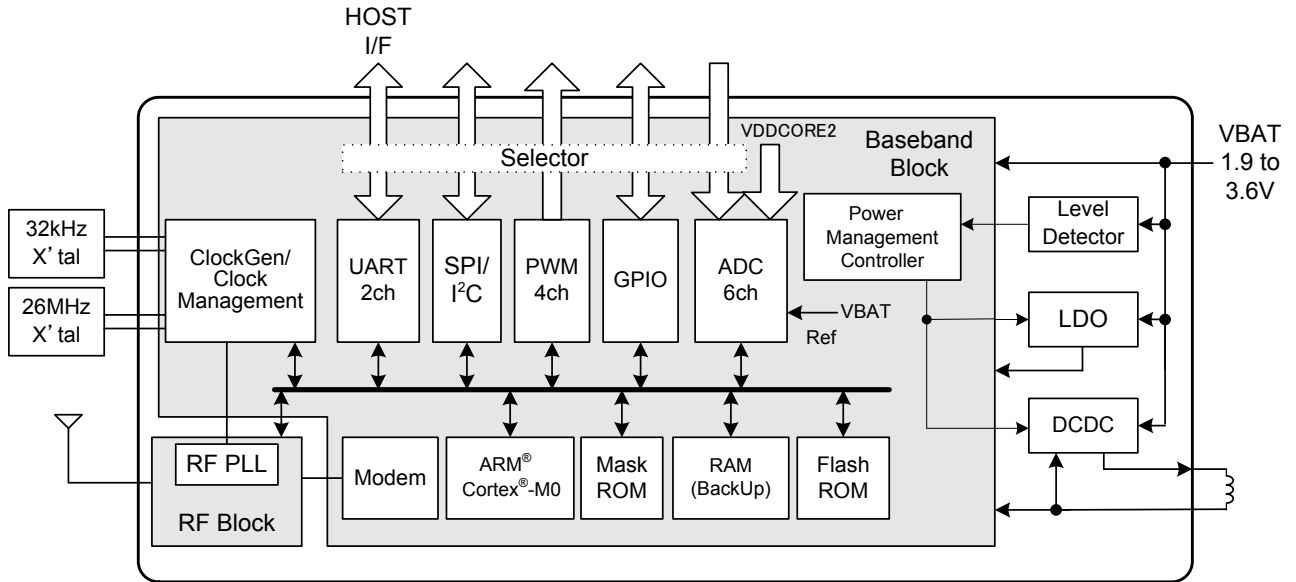 HOST
I/F
VDDCORE2
Baseband
Block
Selector
VBAT
1.9 to
3.6V
32kHz
X' tal
26MHz
X' tal
ClockGen/
Clock
Management
UART
2ch
SPI/
I²C
PWM
4ch
GPIO
ADC
6ch
VBAT
Ref
Power
Management
Controller
Level
Detector
LDO
DCDC
RF PLL
RF Block
Modem
ARM®
Cortex®-M0
Mask
ROM
RAM
(BackUp)
Flash
ROM